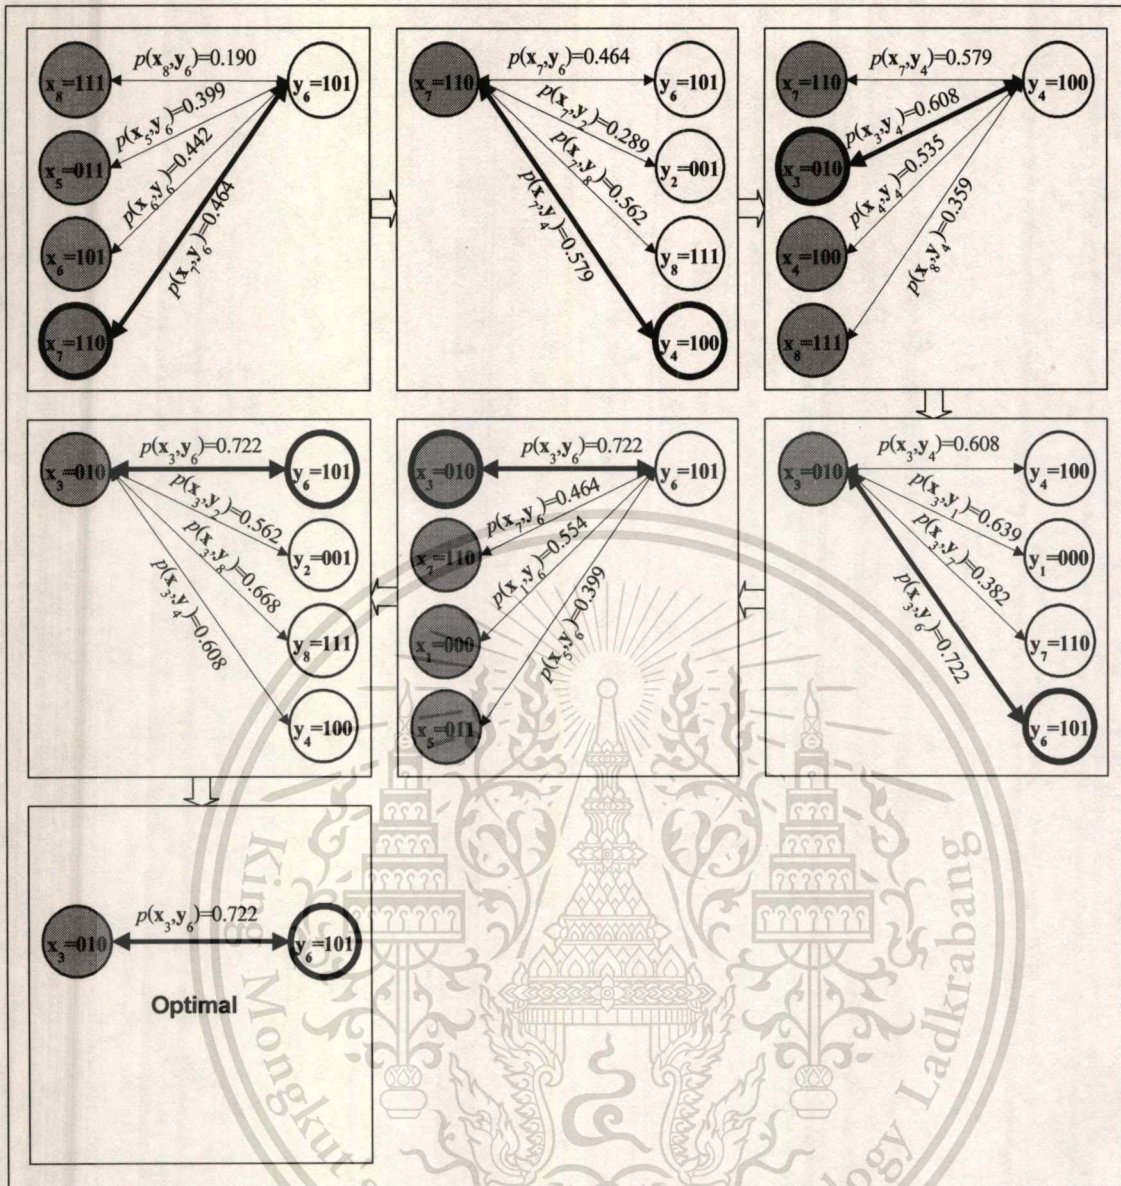 x8=111
p(x8,y6)=0.190
y6=101
x5=011
p(x5,y6)=0.399
x6=101
p(x6,y6)=0.442
x7=110
p(x7,y6)=0.464
x7=110
p(x7,y6)=0.464
y6=101
p(x7,y2)=0.289
y2=001
p(x7,y8)=0.562
y8=111
p(x7,y4)=0.579
y4=100
x7=110
p(x7,y4)=0.579
y4=100
x3=010
p(x3,y4)=0.608
x4=100
p(x4,y4)=0.535
x8=111
p(x8,y4)=0.359
x3=010
p(x3,y6)=0.722
y6=101
p(x3,y2)=0.562
y2=001
p(x3,y8)=0.668
y8=111
p(x3,y4)=0.608
y4=100
x3=010
p(x3,y6)=0.722
y6=101
x7=110
p(x7,y6)=0.464
x1=000
p(x1,y6)=0.554
x5=011
p(x5,y6)=0.399
x3=010
p(x3,y4)=0.608
y4=100
p(x3,y1)=0.639
y1=000
p(x3,y7)=0.382
y7=110
p(x3,y6)=0.722
y6=101
x3=010
p(x3,y6)=0.722
y6=101
Optimal
King Mongkut's
ology Ladkrabang